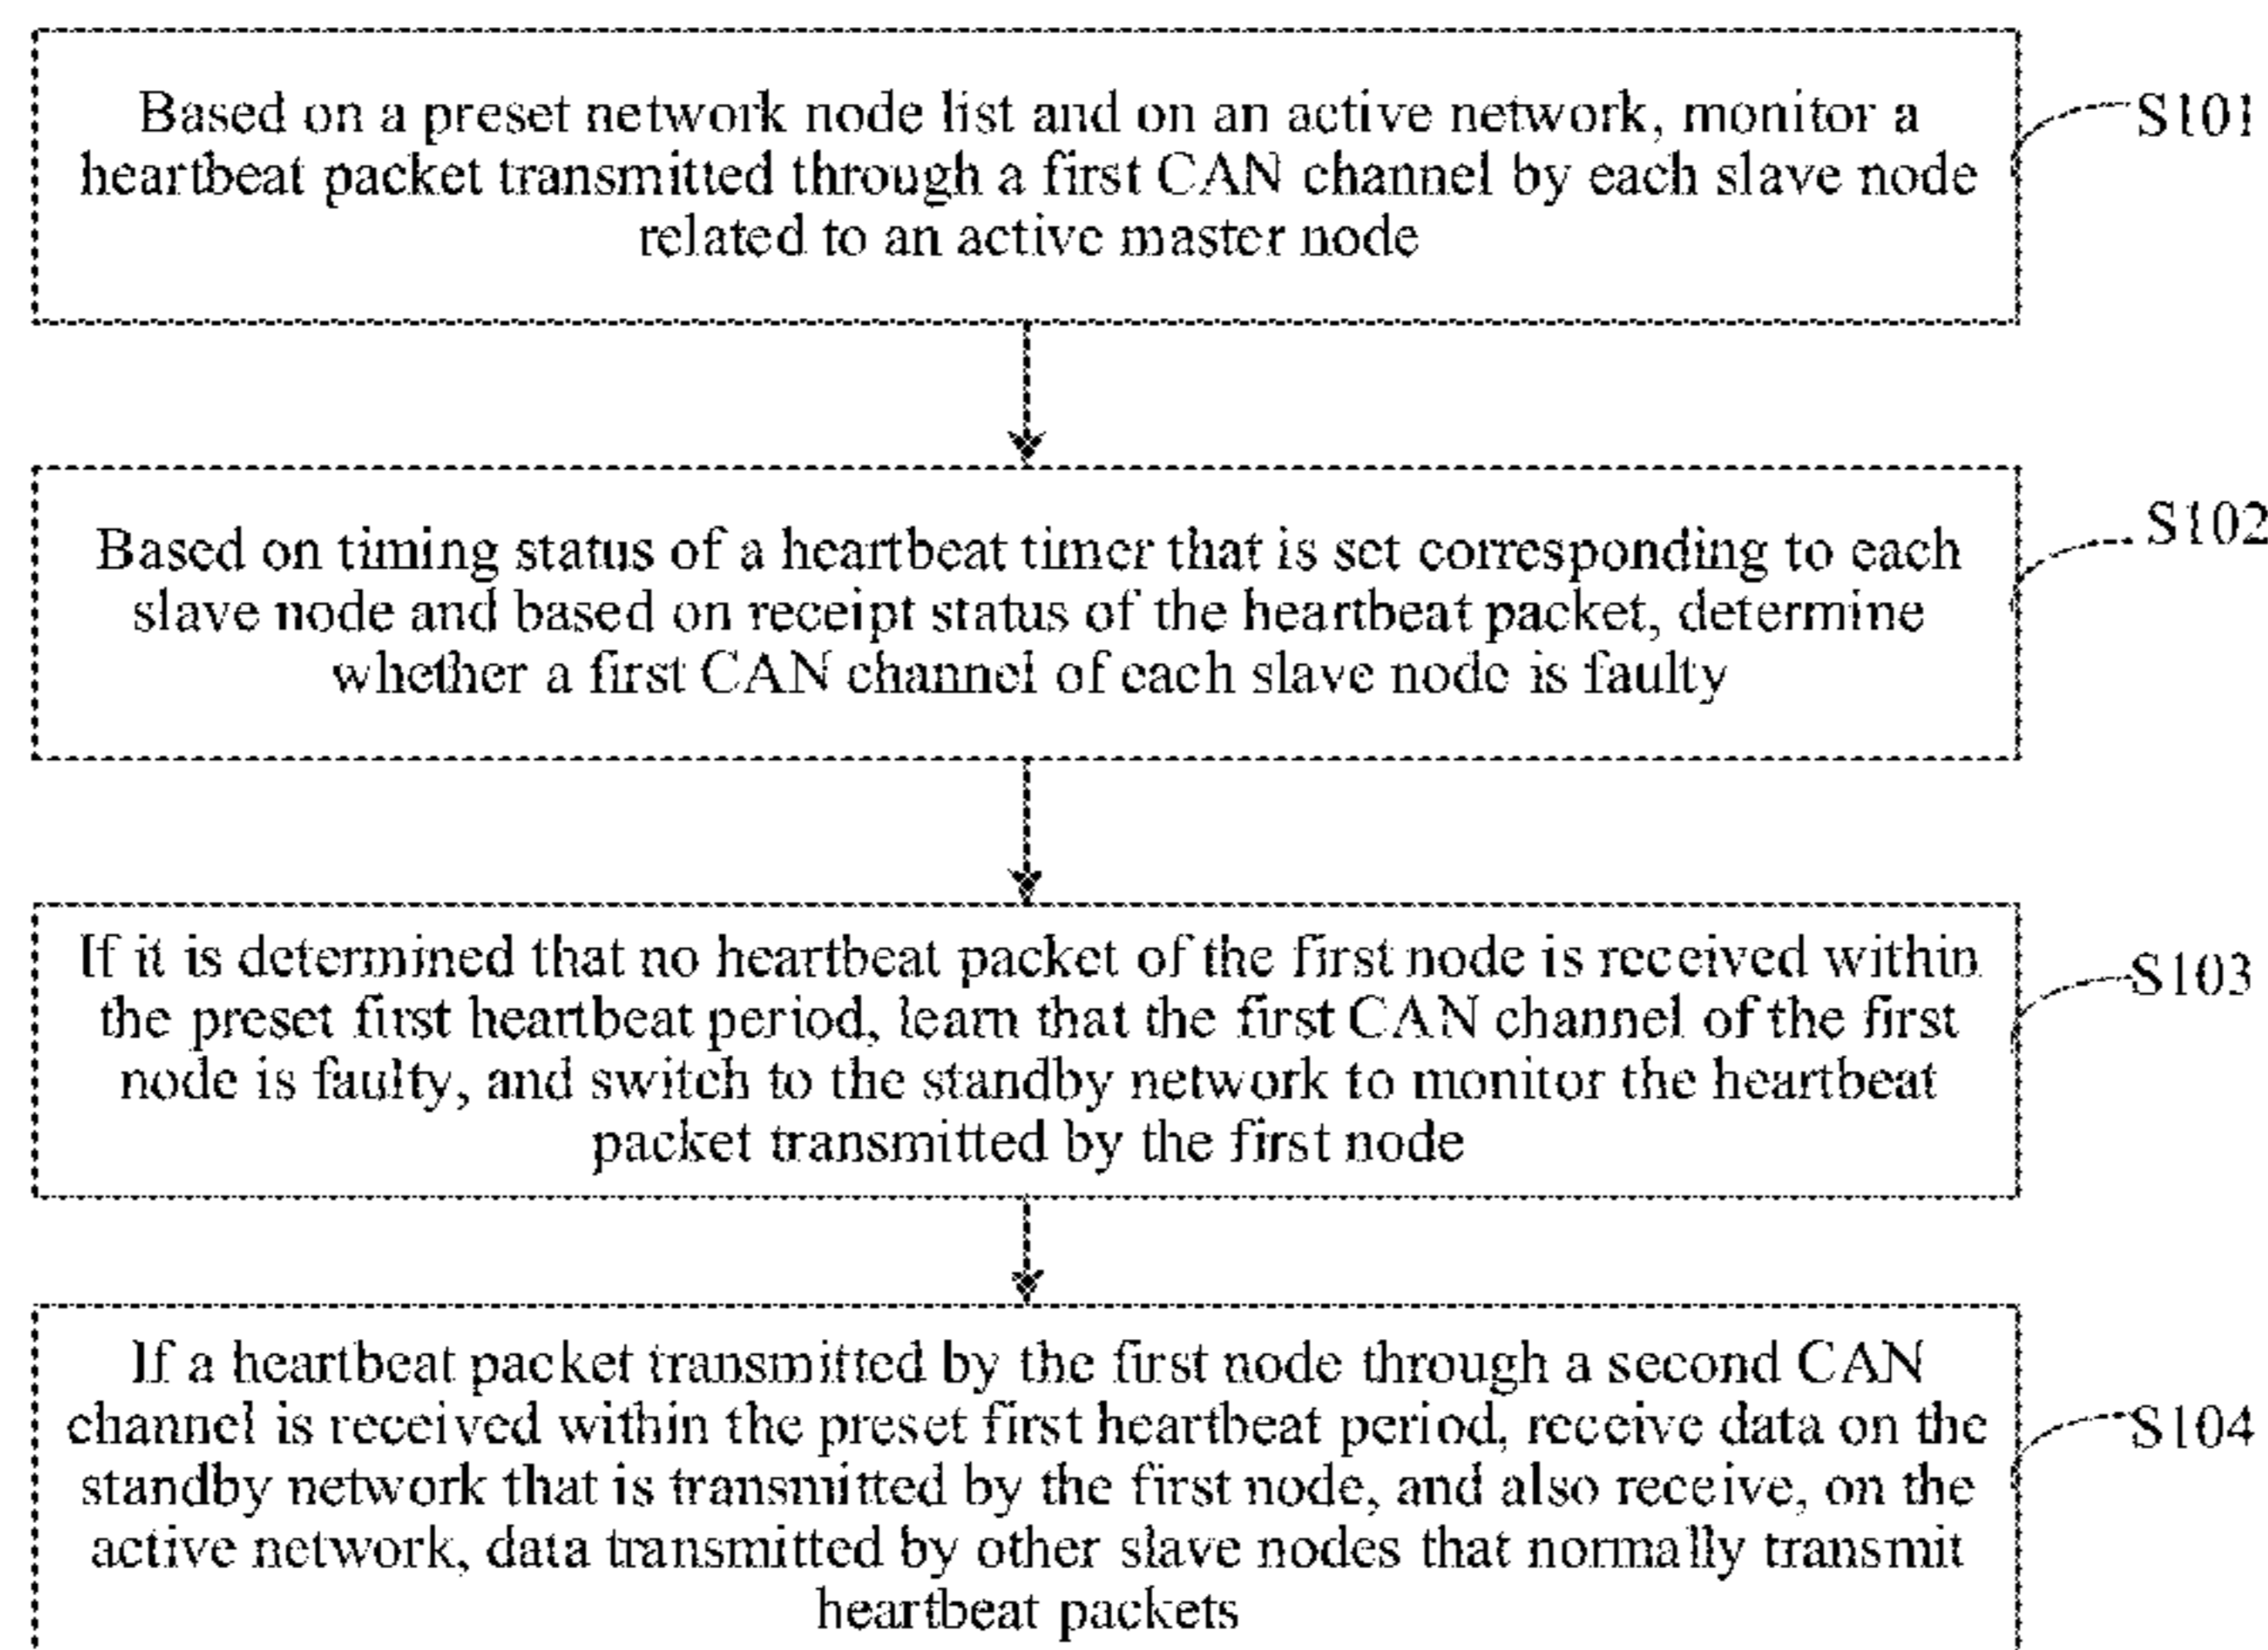 Based on a preset network node list and on an active network, monitor a
heartbeat packet transmitted through a first CAN channel by each slave node
related to an active master node
S101
Based on timing status of a heartbeat timer that is set corresponding to each
slave node and based on receipt status of the heartbeat packet, determine
whether a first CAN channel of each slave node is faulty
S102
If it is determined that no heartbeat packet of the first node is received within
the preset first heartbeat period, learn that the first CAN channel of the first
node is faulty, and switch to the standby network to monitor the heartbeat
packet transmitted by the first node
S103
If a heartbeat packet transmitted by the first node through a second CAN
channel is received within the preset first heartbeat period, receive data on the
standby network that is transmitted by the first node, and also receive, on the
active network, data transmitted by other slave nodes that normally transmit
heartbeat packets
S104